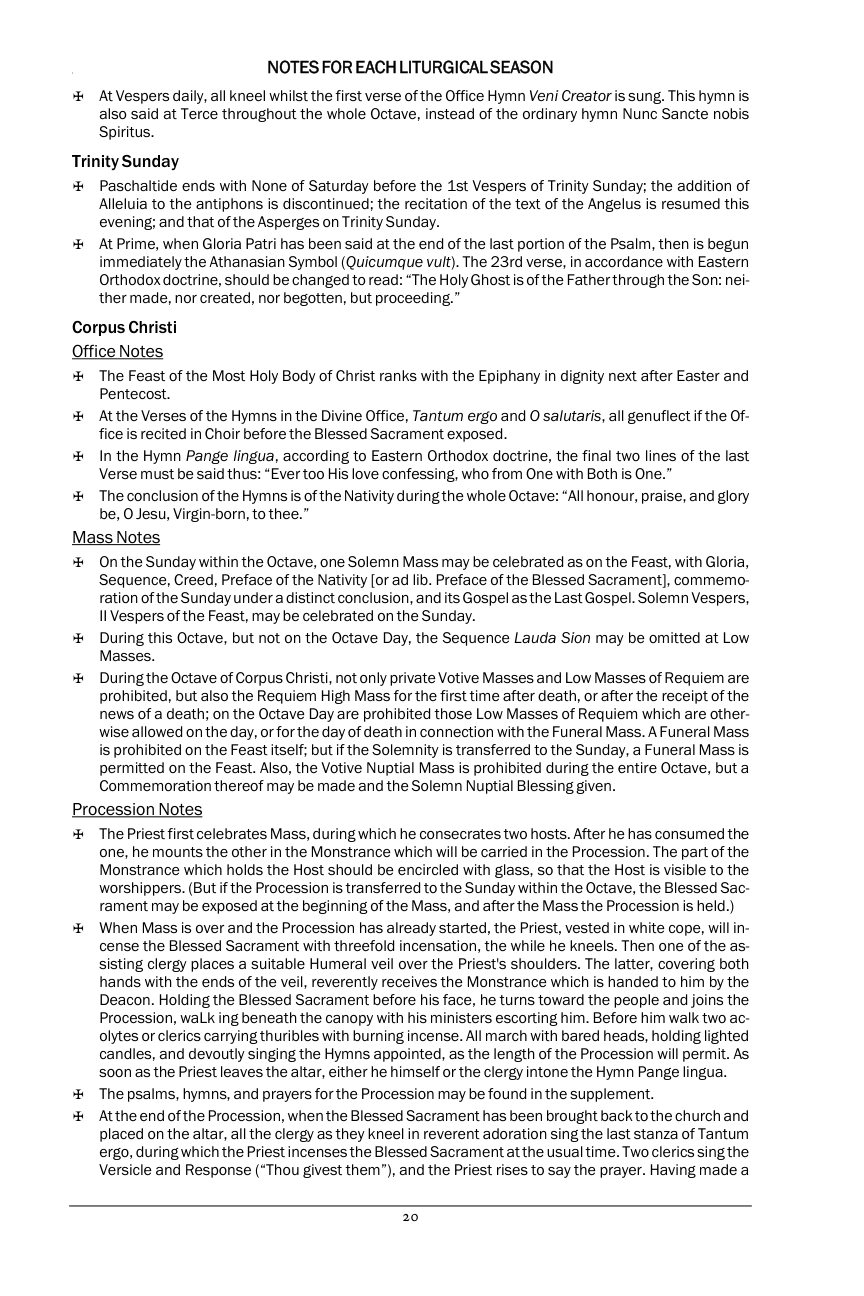 NOTES FOR EACH LITURGICAL SEASON
✠ At Vespers daily, all kneel whilst the first verse of the Office Hymn Veni Creator is sung. This hymn is
also said at Terce throughout the whole Octave, instead of the ordinary hymn Nunc Sancte nobis
Spiritus.
Trinity Sunday
✠ Paschaltide ends with None of Saturday before the 1st Vespers of Trinity Sunday; the addition of
Alleluia to the antiphons is discontinued; the recitation of the text of the Angelus is resumed this
evening; and that of the Asperges on Trinity Sunday.
✠ At Prime, when Gloria Patri has been said at the end of the last portion of the Psalm, then is begun
immediately the Athanasian Symbol (Quicumque vult). The 23rd verse, in accordance with Eastern
Orthodox doctrine, should be changed to read: “The Holy Ghost is of the Father through the Son: nei-
ther made, nor created, nor begotten, but proceeding.”
Corpus Christi
Office Notes
✠ The Feast of the Most Holy Body of Christ ranks with the Epiphany in dignity next after Easter and
Pentecost.
✠ At the Verses of the Hymns in the Divine Office, Tantum ergo and O salutaris, all genuflect if the Of-
fice is recited in Choir before the Blessed Sacrament exposed.
✠ In the Hymn Pange lingua, according to Eastern Orthodox doctrine, the final two lines of the last
Verse must be said thus: “Ever too His love confessing, who from One with Both is One.”
✠ The conclusion of the Hymns is of the Nativity during the whole Octave: “All honour, praise, and glory
be, O Jesu, Virgin-born, to thee.”
Mass Notes
✠ On the Sunday within the Octave, one Solemn Mass may be celebrated as on the Feast, with Gloria,
Sequence, Creed, Preface of the Nativity [or ad lib. Preface of the Blessed Sacrament], commemo-
ration of the Sunday under a distinct conclusion, and its Gospel as the Last Gospel. Solemn Vespers,
II Vespers of the Feast, may be celebrated on the Sunday.
✠ During this Octave, but not on the Octave Day, the Sequence Lauda Sion may be omitted at Low
Masses.
✠ During the Octave of Corpus Christi, not only private Votive Masses and Low Masses of Requiem are
prohibited, but also the Requiem High Mass for the first time after death, or after the receipt of the
news of a death; on the Octave Day are prohibited those Low Masses of Requiem which are other-
wise allowed on the day, or for the day of death in connection with the Funeral Mass. A Funeral Mass
is prohibited on the Feast itself; but if the Solemnity is transferred to the Sunday, a Funeral Mass is
permitted on the Feast. Also, the Votive Nuptial Mass is prohibited during the entire Octave, but a
Commemoration thereof may be made and the Solemn Nuptial Blessing given.
Procession Notes
✠ The Priest first celebrates Mass, during which he consecrates two hosts. After he has consumed the
one, he mounts the other in the Monstrance which will be carried in the Procession. The part of the
Monstrance which holds the Host should be encircled with glass, so that the Host is visible to the
worshippers. (But if the Procession is transferred to the Sunday within the Octave, the Blessed Sac-
rament may be exposed at the beginning of the Mass, and after the Mass the Procession is held.)
✠ When Mass is over and the Procession has already started, the Priest, vested in white cope, will in-
cense the Blessed Sacrament with threefold incensation, the while he kneels. Then one of the as-
sisting clergy places a suitable Humeral veil over the Priest's shoulders. The latter, covering both
hands with the ends of the veil, reverently receives the Monstrance which is handed to him by the
Deacon. Holding the Blessed Sacrament before his face, he turns toward the people and joins the
Procession, waLk ing beneath the canopy with his ministers escorting him. Before him walk two ac-
olytes or clerics carrying thuribles with burning incense. All march with bared heads, holding lighted
candles, and devoutly singing the Hymns appointed, as the length of the Procession will permit. As
soon as the Priest leaves the altar, either he himself or the clergy intone the Hymn Pange lingua.
✠ The psalms, hymns, and prayers for the Procession may be found in the supplement.
✠ At the end of the Procession, when the Blessed Sacrament has been brought back to the church and
placed on the altar, all the clergy as they kneel in reverent adoration sing the last stanza of Tantum
ergo, during which the Priest incenses the Blessed Sacrament at the usual time. Two clerics sing the
Versicle and Response (“Thou givest them”), and the Priest rises to say the prayer. Having made a
20